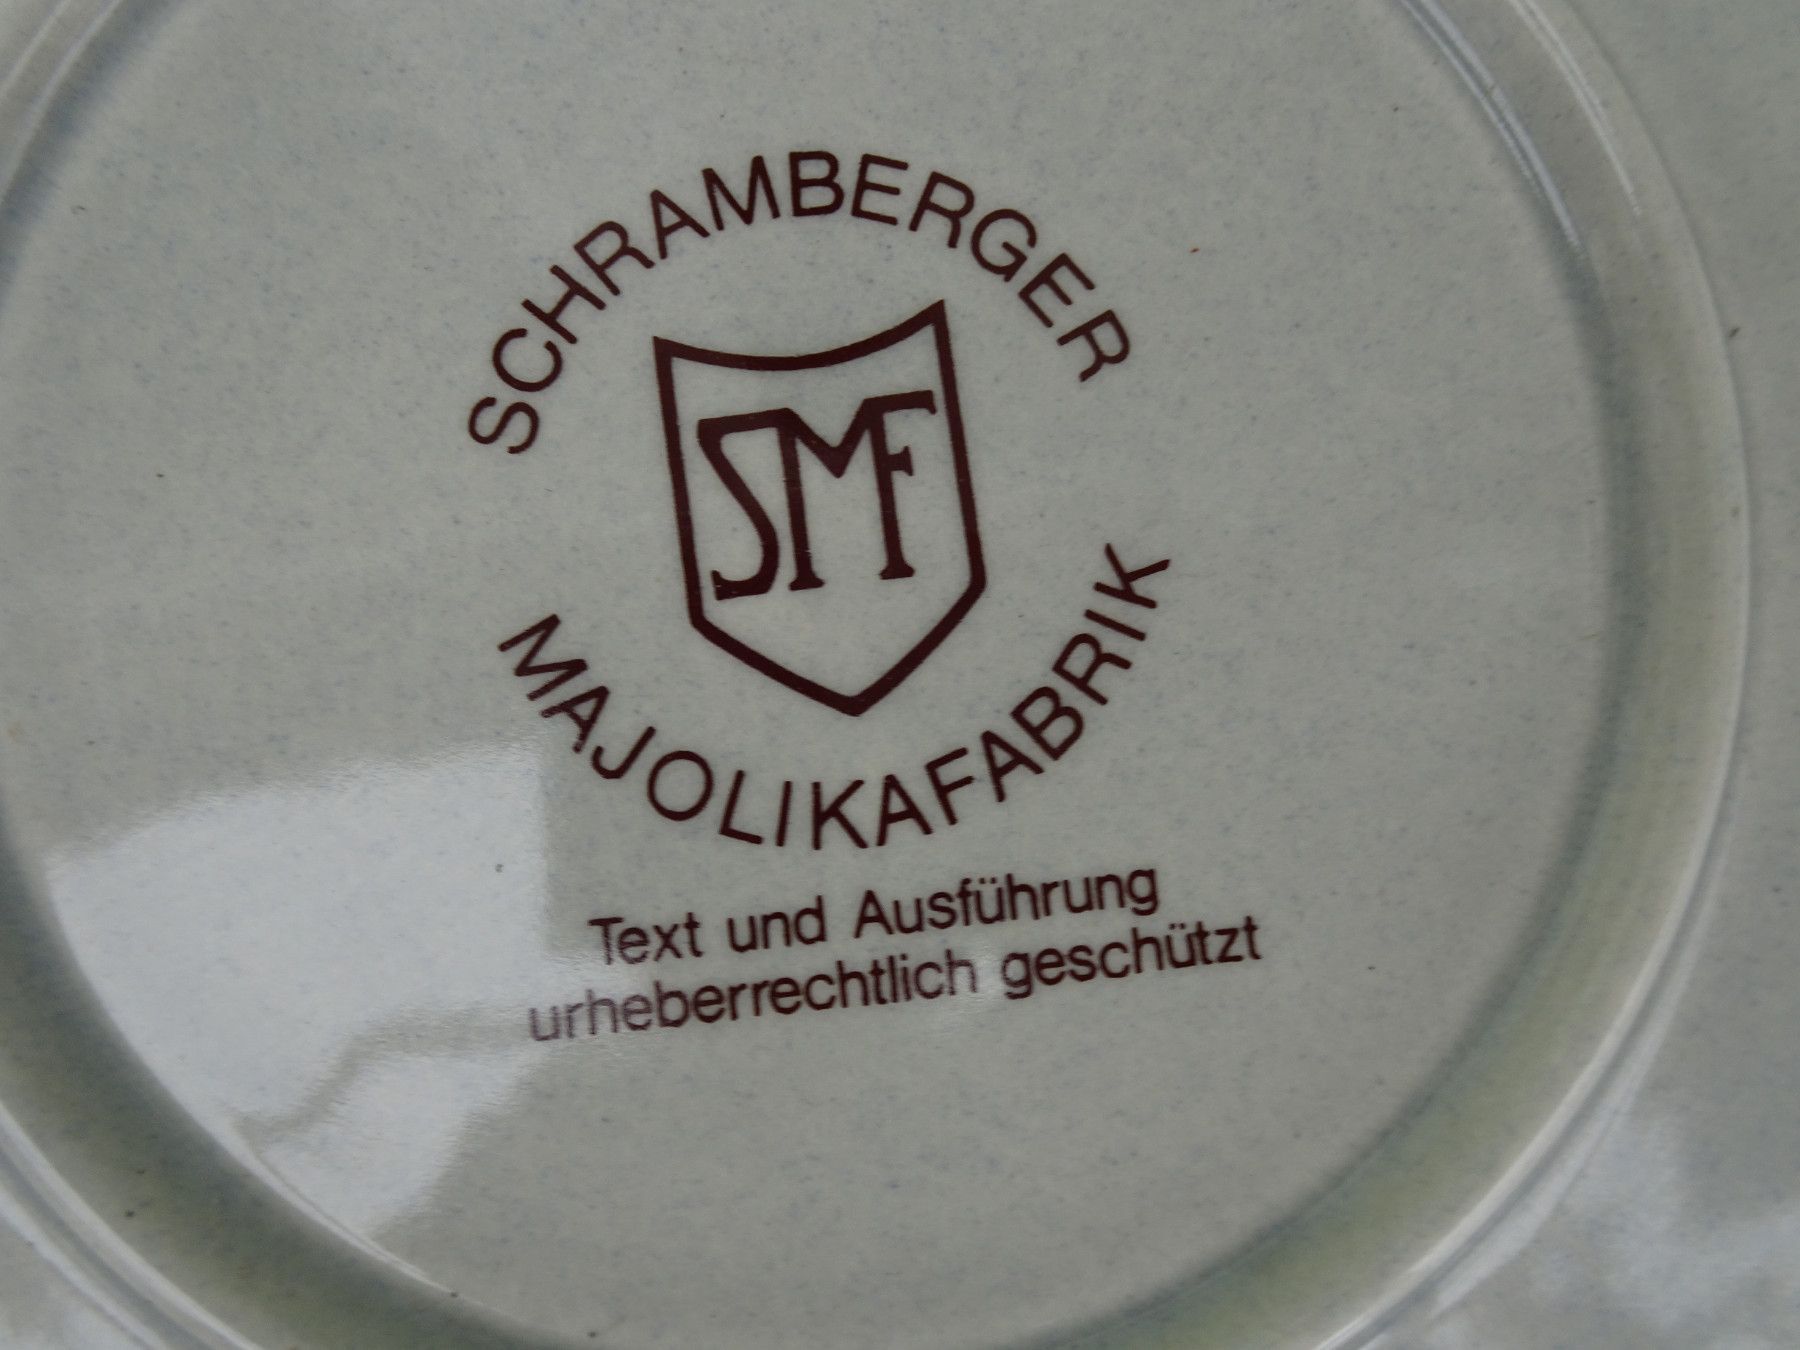 SCHRAMBERGER
SMF
MAJOLIKAFABRIK
Text und Ausführung
urheberrechtlich geschützt